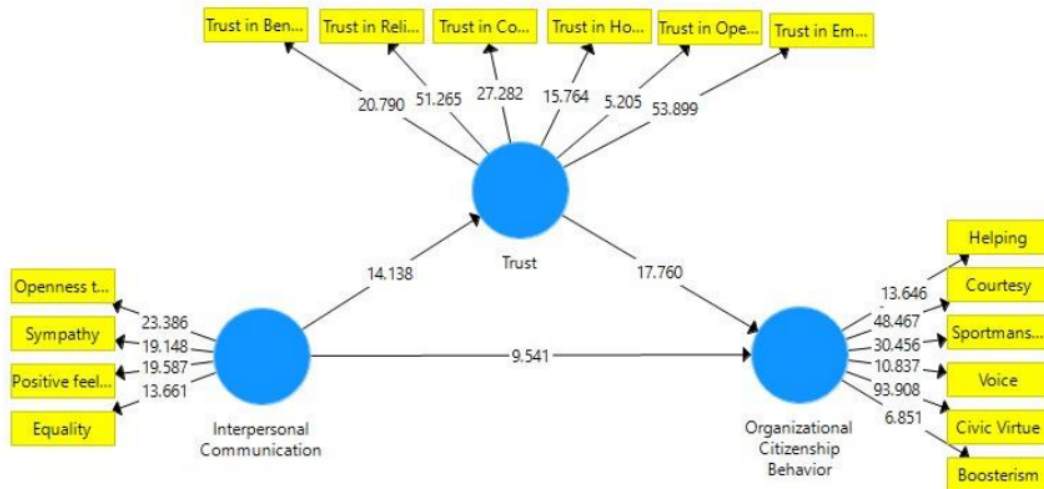 Trust in Ben...
Trust in Reli...
Trust in Co...
Trust in Ho...
Trust in Ope...
Trust in Em...
20.790
51.265
27.282
15.764
5.205
53.899
Trust
14.138
17.760
9.541
Openness t...
Sympathy
Positive feel...
Equality
23.386
19.148
19.587
13.661
Interpersonal
Communication
Helping
Courtesy
Sportmans...
Voice
Civic Virtue
Boosterism
13.646
48.467
30.456
10.837
93.908
6.851
Organizational
Citizenship
Behavior